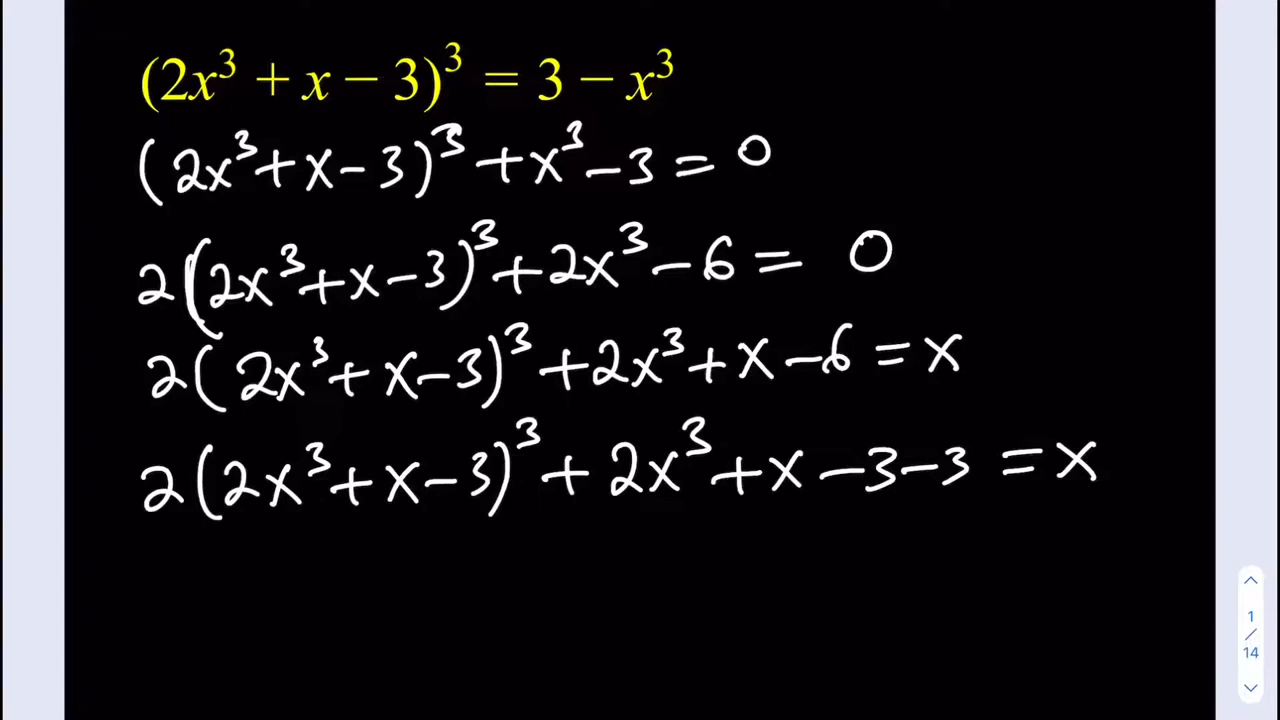 (2x³ + x − 3)³ = 3 − x³
(2x³+x−3)³ +x³ −3 = 0
2(2x³+x−3)³+2x³ −6 = 0
2(2x³+x−3)³ +2x³+x −6 = x
2(2x³+x−3)³ + 2x³ +x −3−3 = x
1
/
14